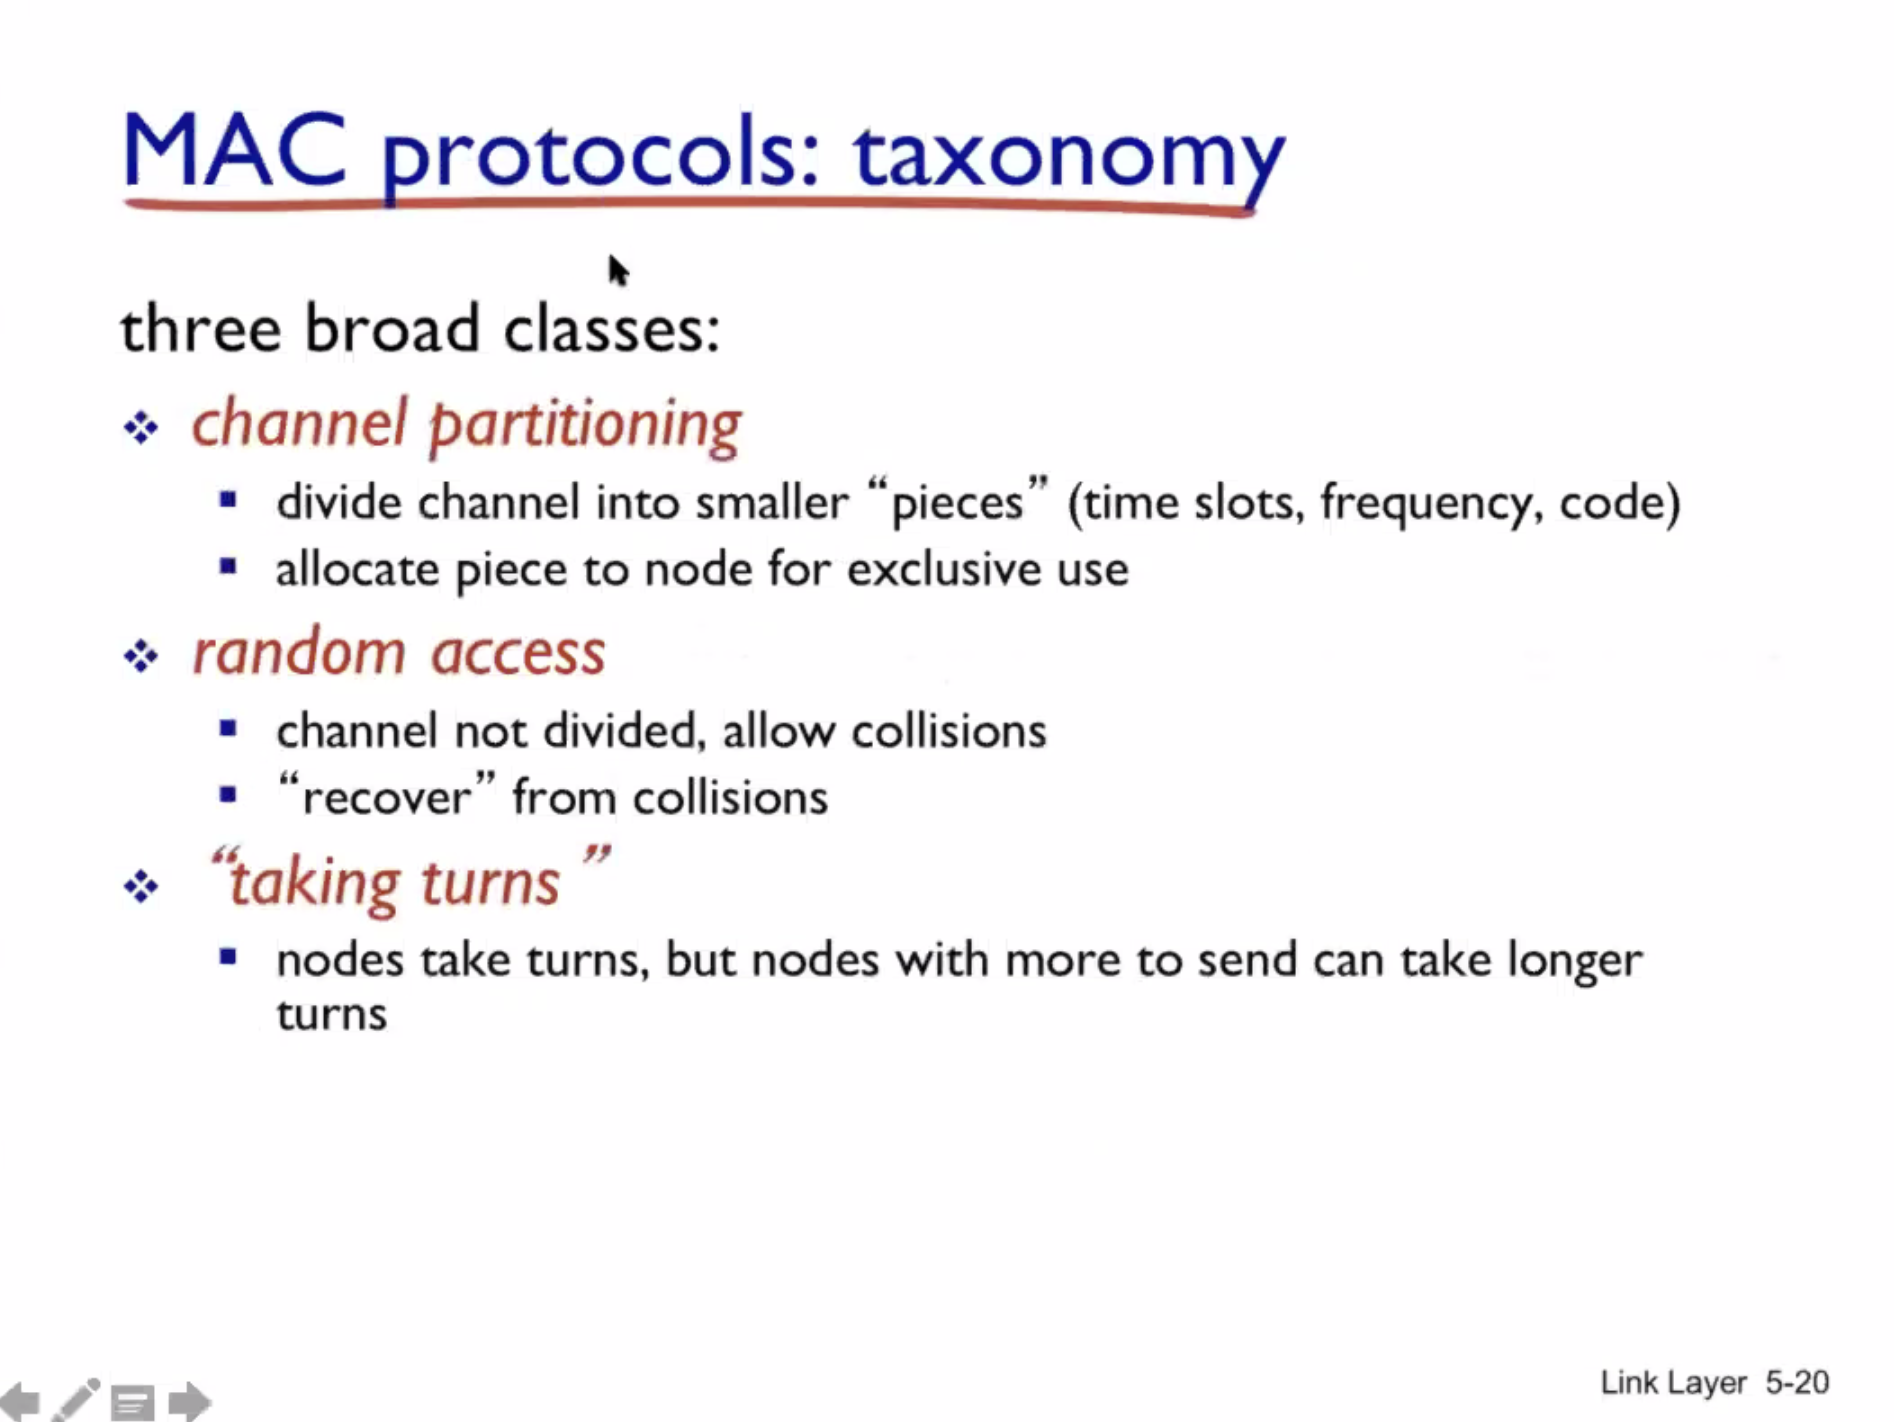 MAC protocols: taxonomy
three broad classes:
channel partitioning
divide channel into smaller “pieces” (time slots, frequency, code)
allocate piece to node for exclusive use
random access
channel not divided, allow collisions
“recover” from collisions
“taking turns”
nodes take turns, but nodes with more to send can take longer
turns
Link Layer 5-20